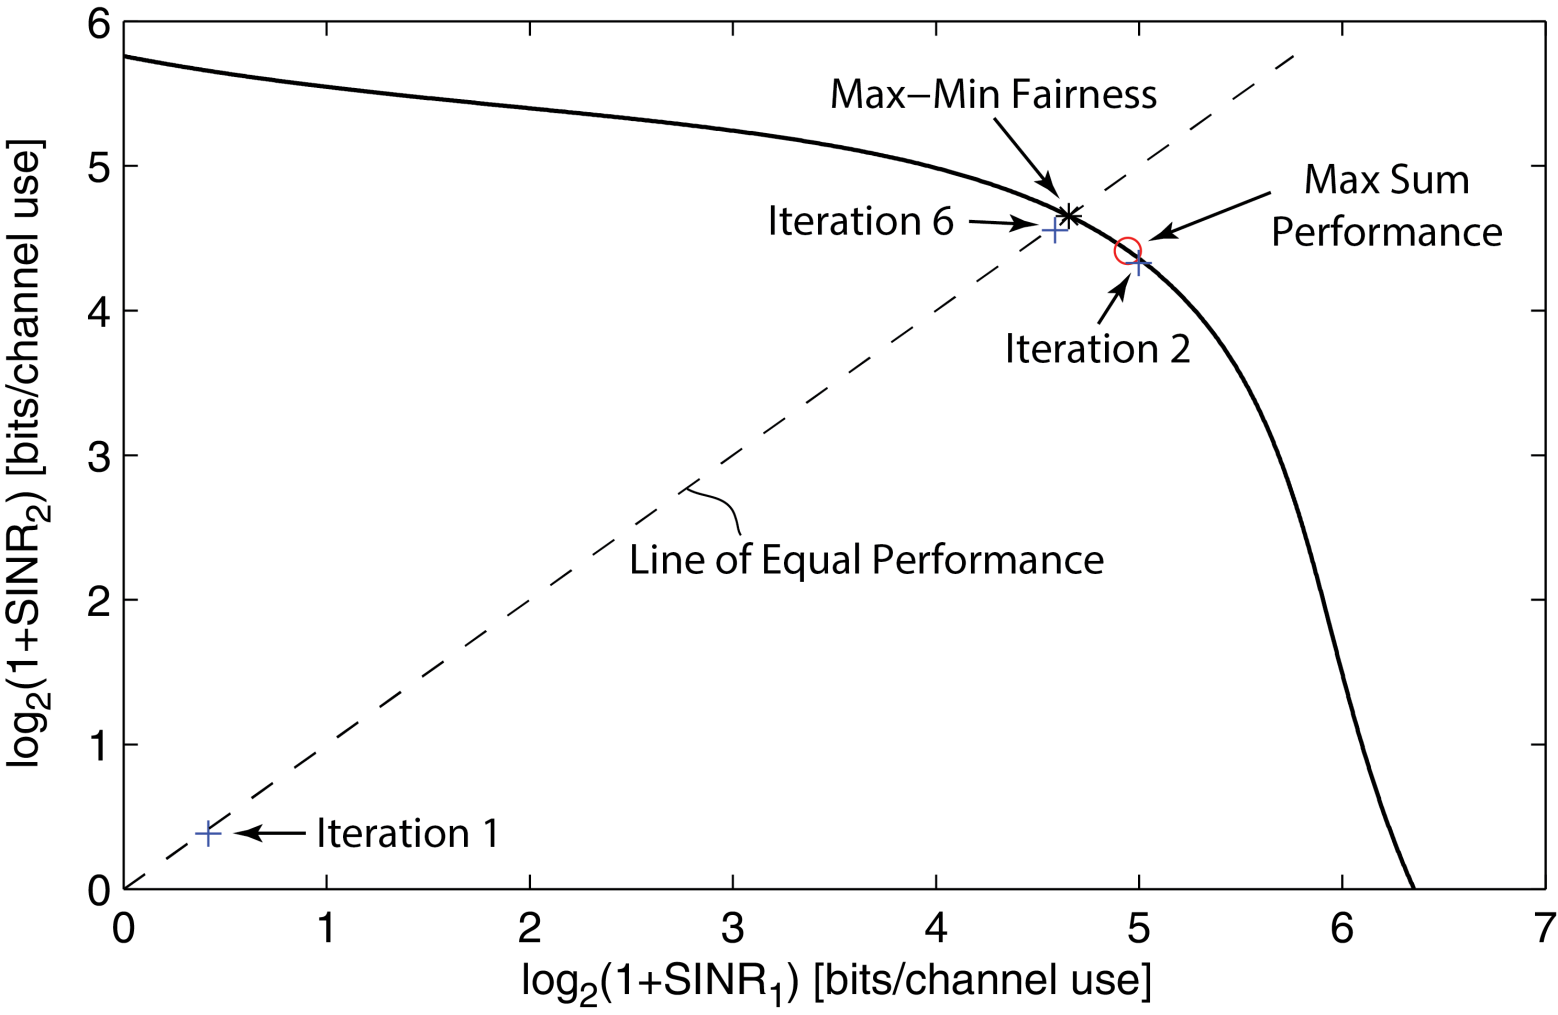 6
5
4
3
2
1
0
log2(1+SINR2) [bits/channel use]
Max−Min Fairness
Max Sum
Performance
Iteration 6
Iteration 2
Line of Equal Performance
Iteration 1
0 1 2 3 4 5 6 7
log2(1+SINR1) [bits/channel use]